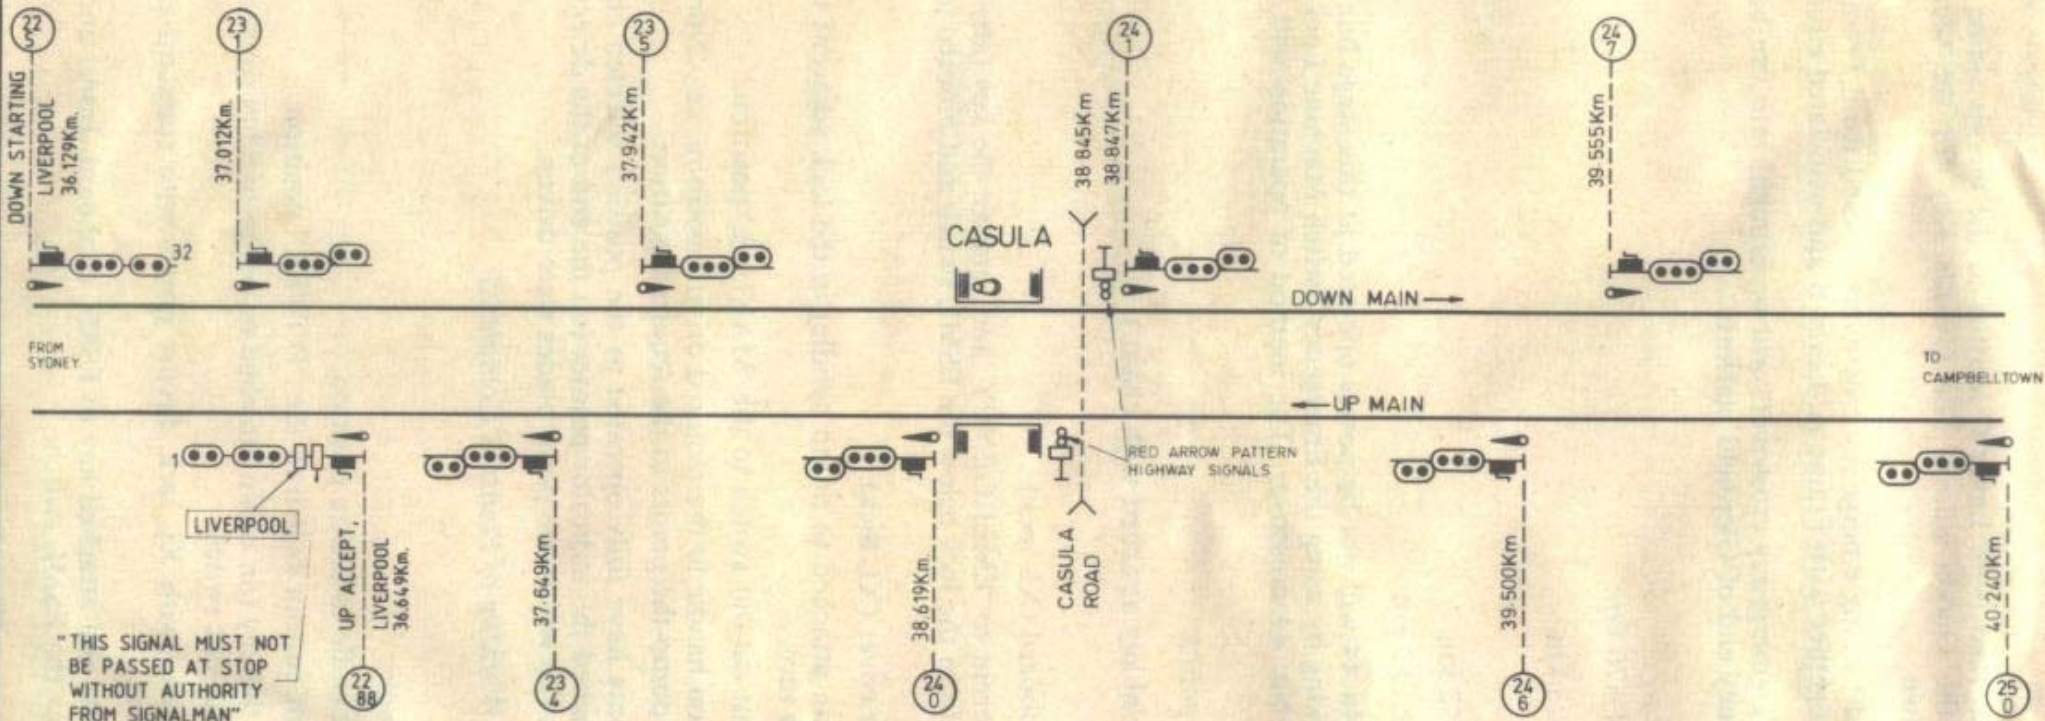 22
5
23
1
23
5
24
1
24
7
DOWN STARTING
LIVERPOOL
36.129Km.
37.012Km.
37.942Km
38 845Km
38 847Km
39 555Km
32
CASULA
DOWN MAIN
FROM
SYDNEY
TO
CAMPBELLTOWN
UP MAIN
RED ARROW PATTERN
HIGHWAY SIGNALS
1
LIVERPOOL
UP ACCEPT,
LIVERPOOL
36.649Km.
37.649Km
38.619Km
CASULA
ROAD
39.500Km
40 240Km
"THIS SIGNAL MUST NOT
BE PASSED AT STOP
WITHOUT AUTHORITY
FROM SIGNALMAN"
22
88
23
4
24
0
24
6
25
0